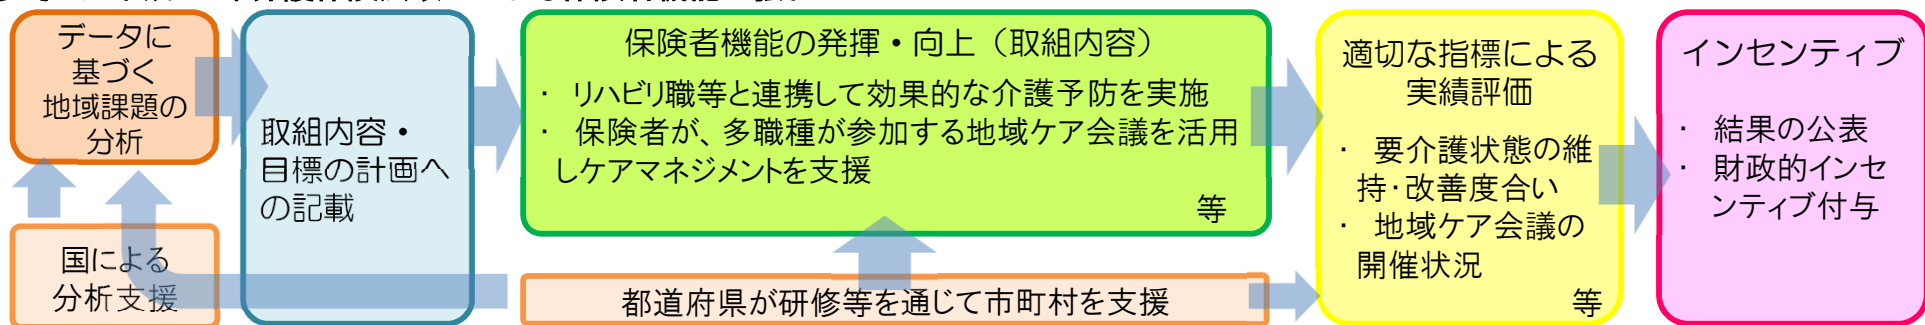 データに
基づく
地域課題の
分析
国による
分析支援
取組内容・
目標の計画へ
の記載
保険者機能の発揮・向上（取組内容）
・ リハビリ職等と連携して効果的な介護予防を実施
・ 保険者が、多職種が参加する地域ケア会議を活用
しケアマネジメントを支援
等
都道府県が研修等を通じて市町村を支援
適切な指標による
実績評価
・ 要介護状態の維
持・改善度合い
・ 地域ケア会議の
開催状況
等
インセンティブ
・ 結果の公表
・ 財政的インセ
ンティブ付与